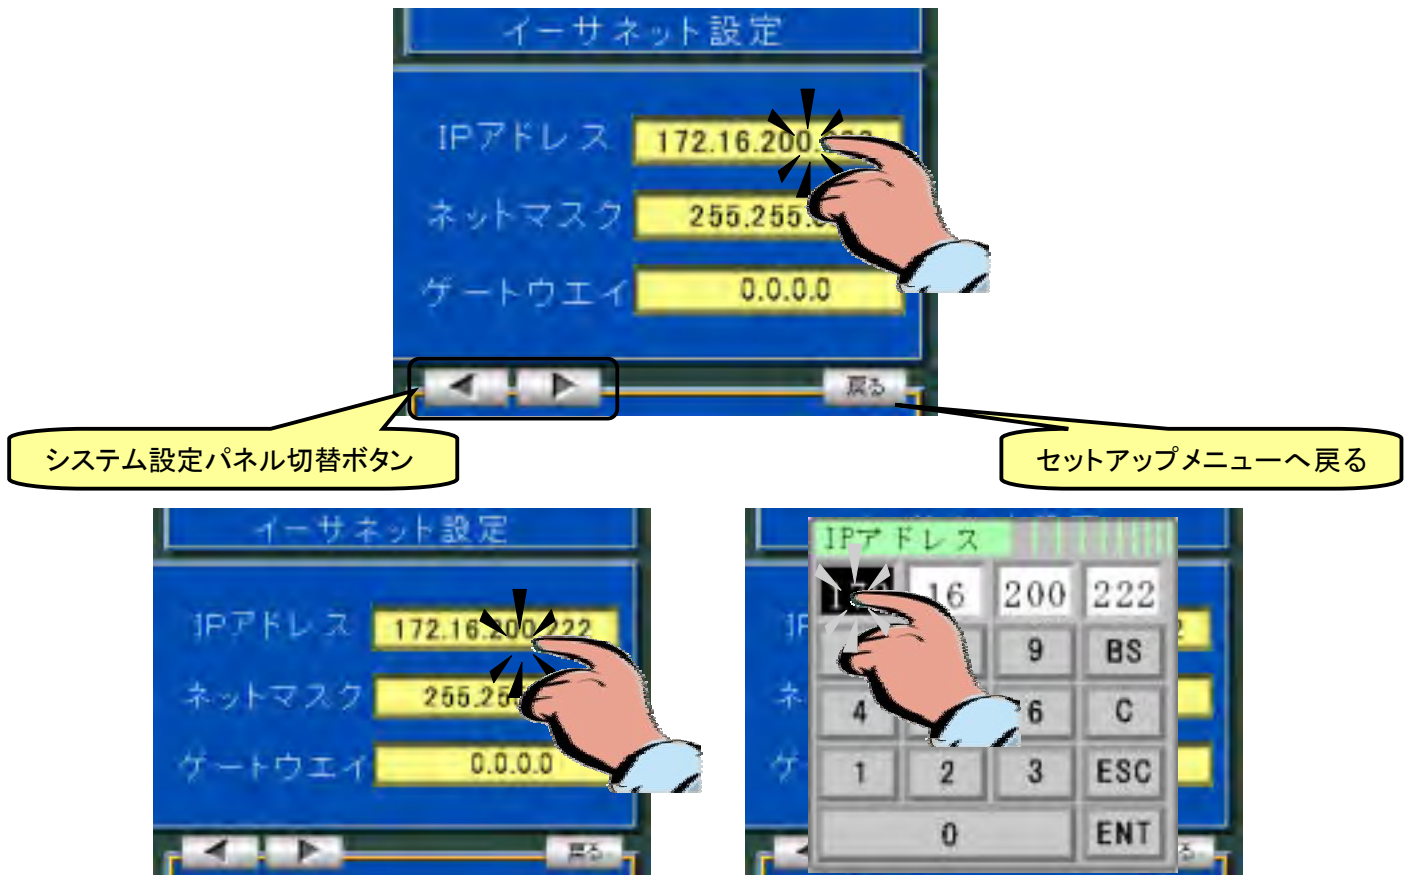 イーサネット設定
IPアドレス 172.16.200.
ネットマスク 255.255.
ゲートウエイ 0.0.0.0
◀ ▶ 戻る
システム設定パネル切替ボタン
セットアップメニューへ戻る
イーサネット設定
IPアドレス 172.16.200.222
ネットマスク 255.25
ゲートウエイ 0.0.0.0
◀ ▶ 戻る
IPアドレス
16 200 222
9 BS
4 6 C
1 2 3 ESC
0 ENT